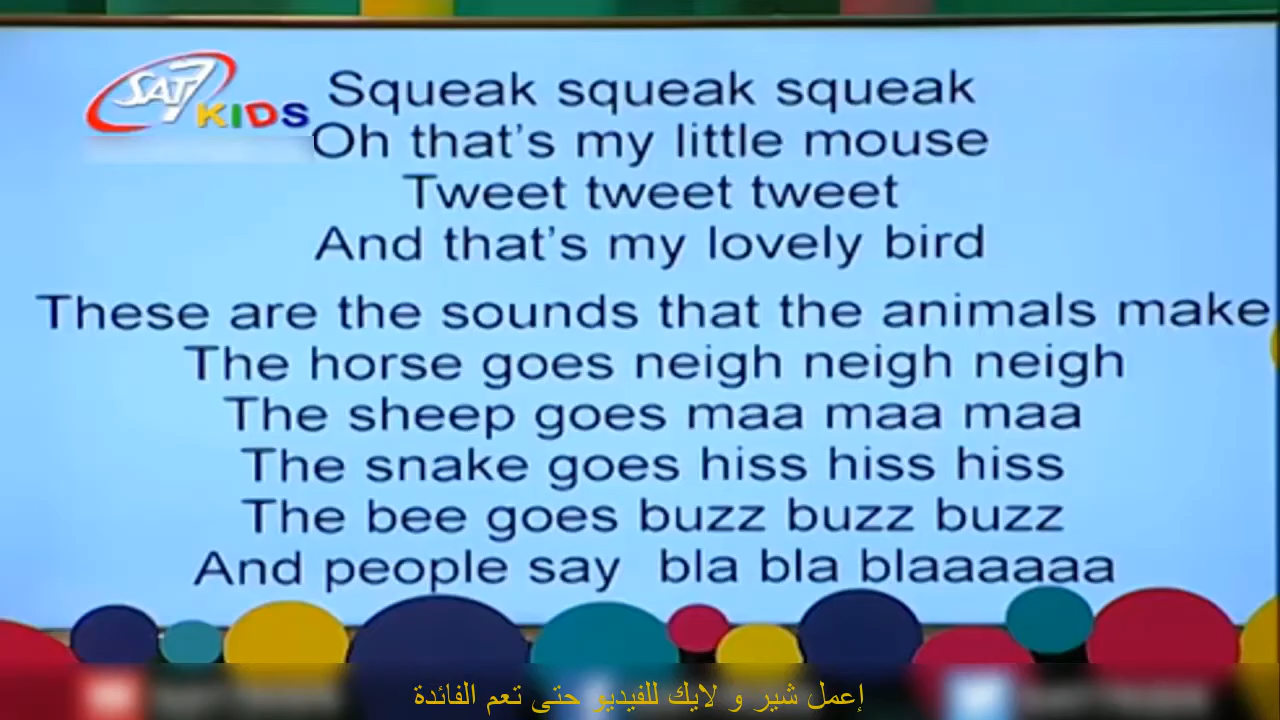 SAT7
KIDS
Squeak squeak squeak
Oh that's my little mouse
Tweet tweet tweet
And that's my lovely bird
These are the sounds that the animals make
The horse goes neigh neigh neigh
The sheep goes maa maa maa
The snake goes hiss hiss hiss
The bee goes buzz buzz buzz
And people say bla bla blaaaaaa
إعمل شير و لايك للفيديو حتى تعم الفائدة